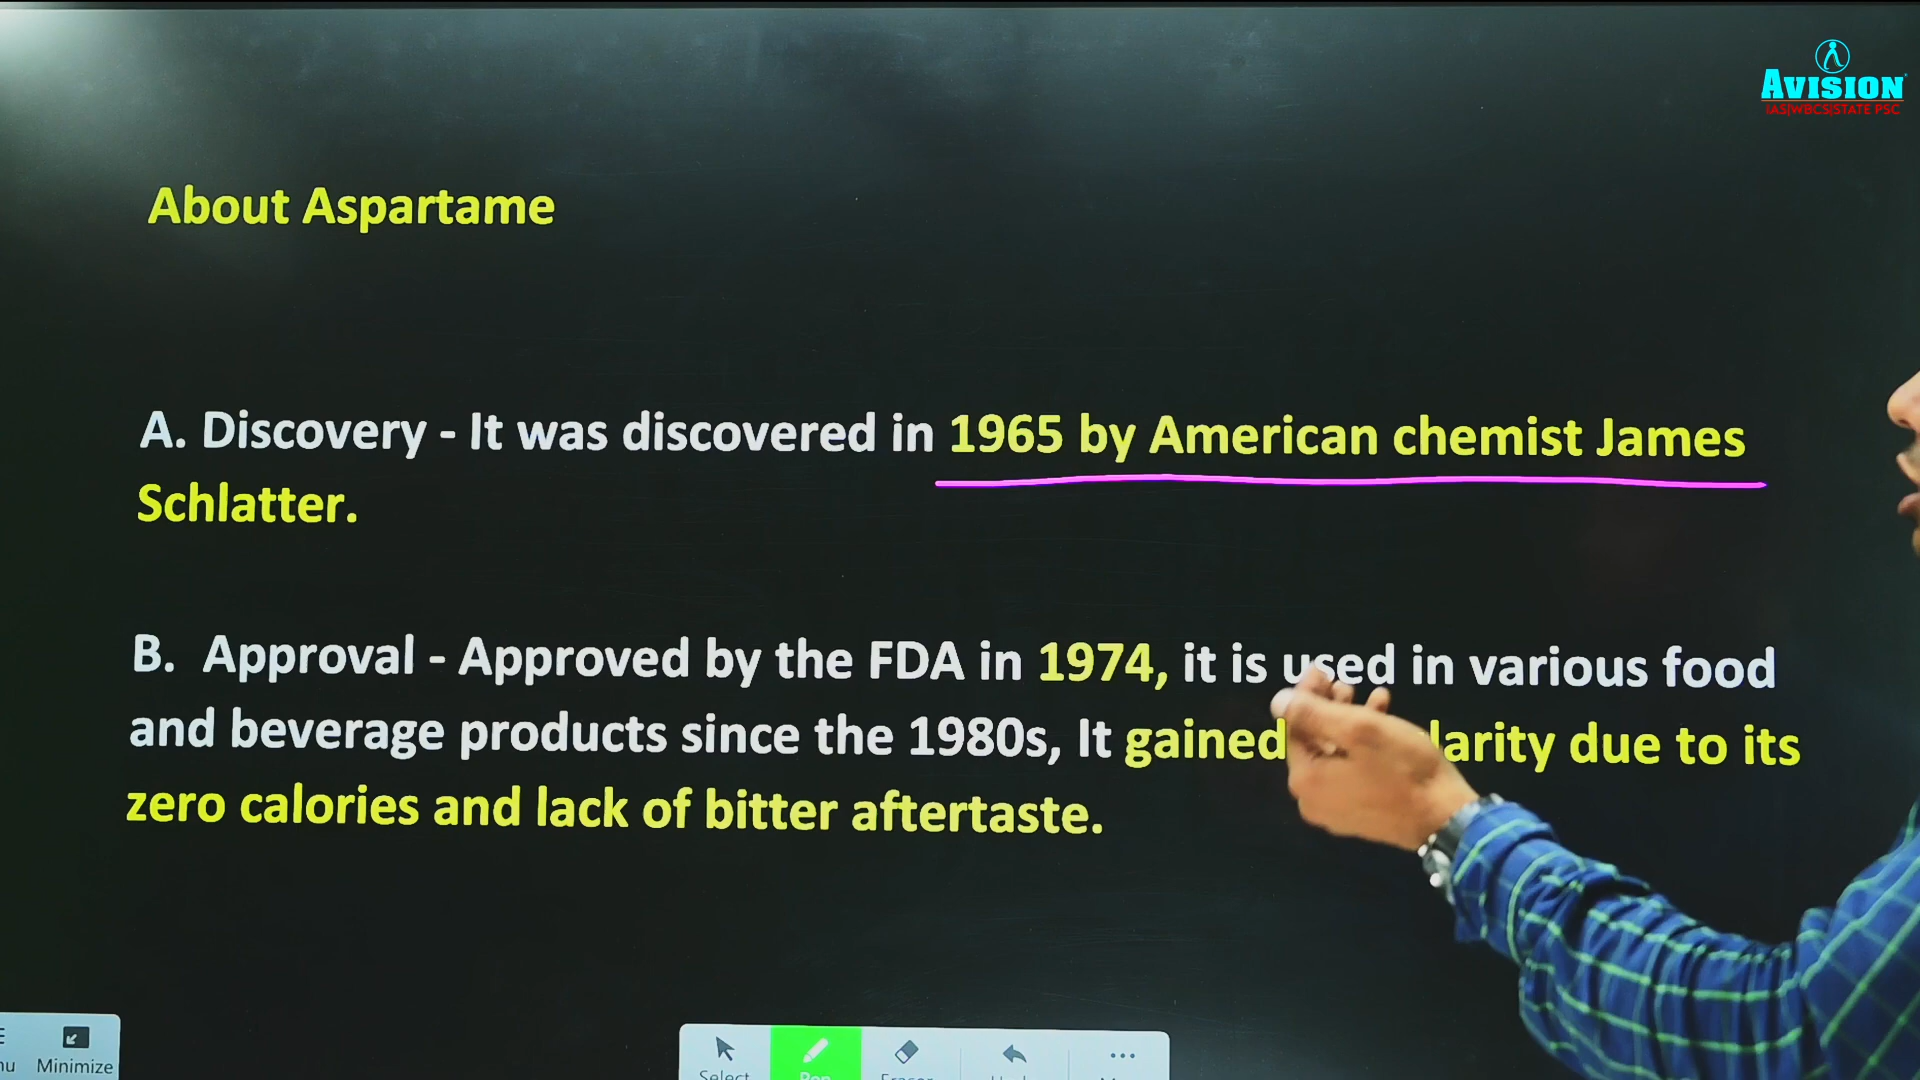 AVISION
IAS|WBCS|STATE PSC
About Aspartame
A. Discovery - It was discovered in 1965 by American chemist James
Schlatter.
B. Approval - Approved by the FDA in 1974, it is used in various food
and beverage products since the 1980s, It gained due to its
zero calories and lack of bitter aftertaste.
Minimize
Select
Pen